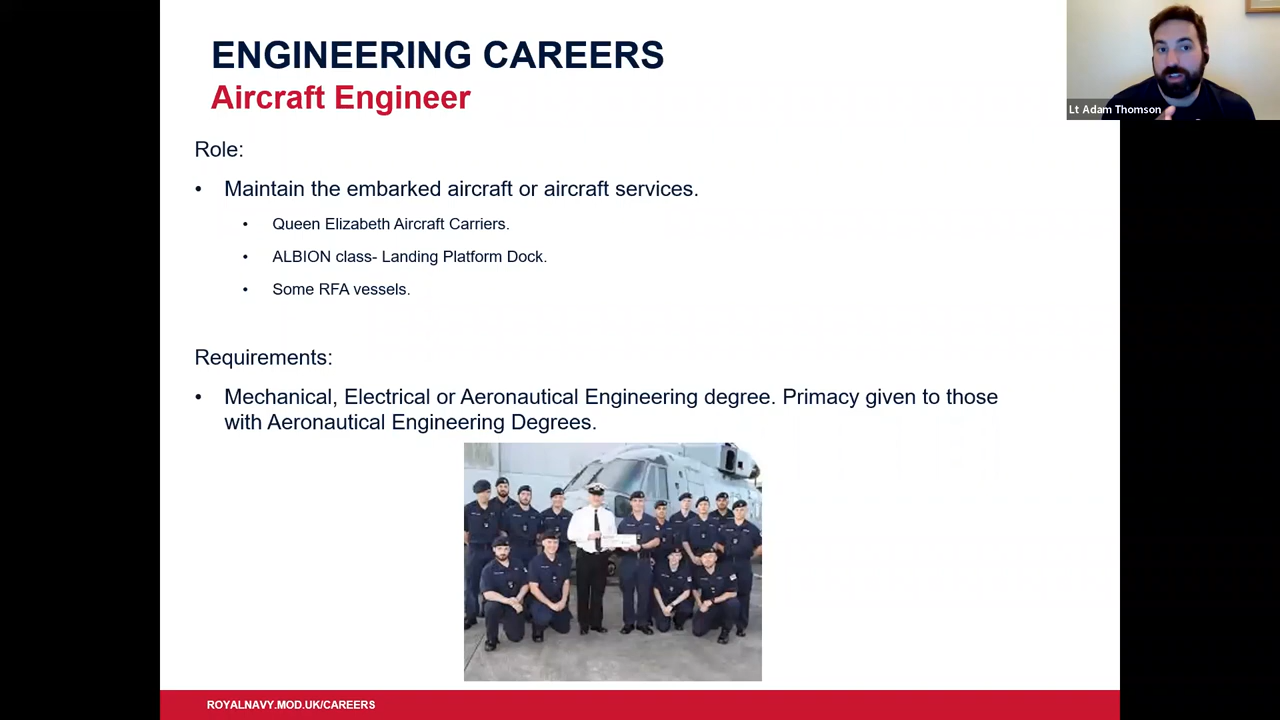 ENGINEERING CAREERS
Aircraft Engineer
Lt Adam Thomson
Role:
• Maintain the embarked aircraft or aircraft services.
• Queen Elizabeth Aircraft Carriers.
• ALBION class- Landing Platform Dock.
• Some RFA vessels.
Requirements:
• Mechanical, Electrical or Aeronautical Engineering degree. Primacy given to those
with Aeronautical Engineering Degrees.
ROYALNAVY.MOD.UK/CAREERS